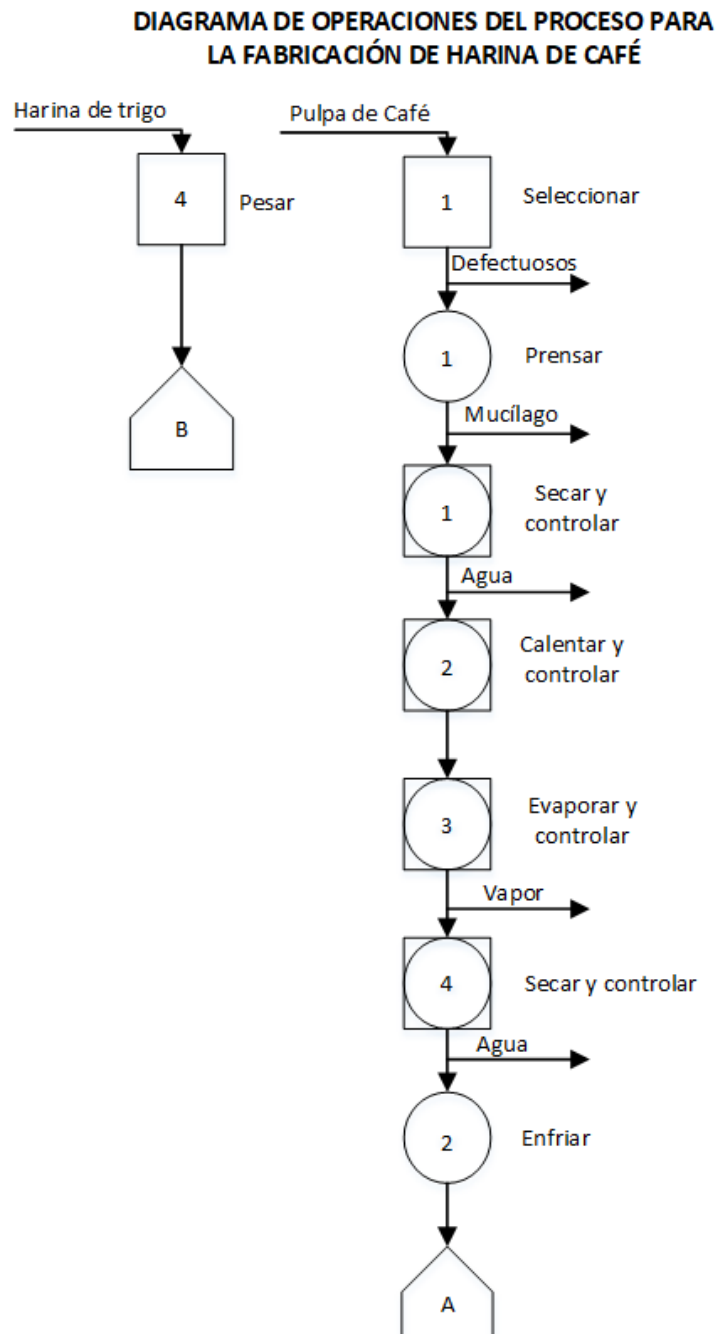 DIAGRAMA DE OPERACIONES DEL PROCESO PARA
LA FABRICACIÓN DE HARINA DE CAFÉ
Harina de trigo
4
Pesar
B
Pulpa de Café
1
Seleccionar
Defectuosos
1
Prensar
Mucílago
1
Secar y
controlar
Agua
2
Calentar y
controlar
3
Evaporar y
controlar
Vapor
4
Secar y controlar
Agua
2
Enfriar
A